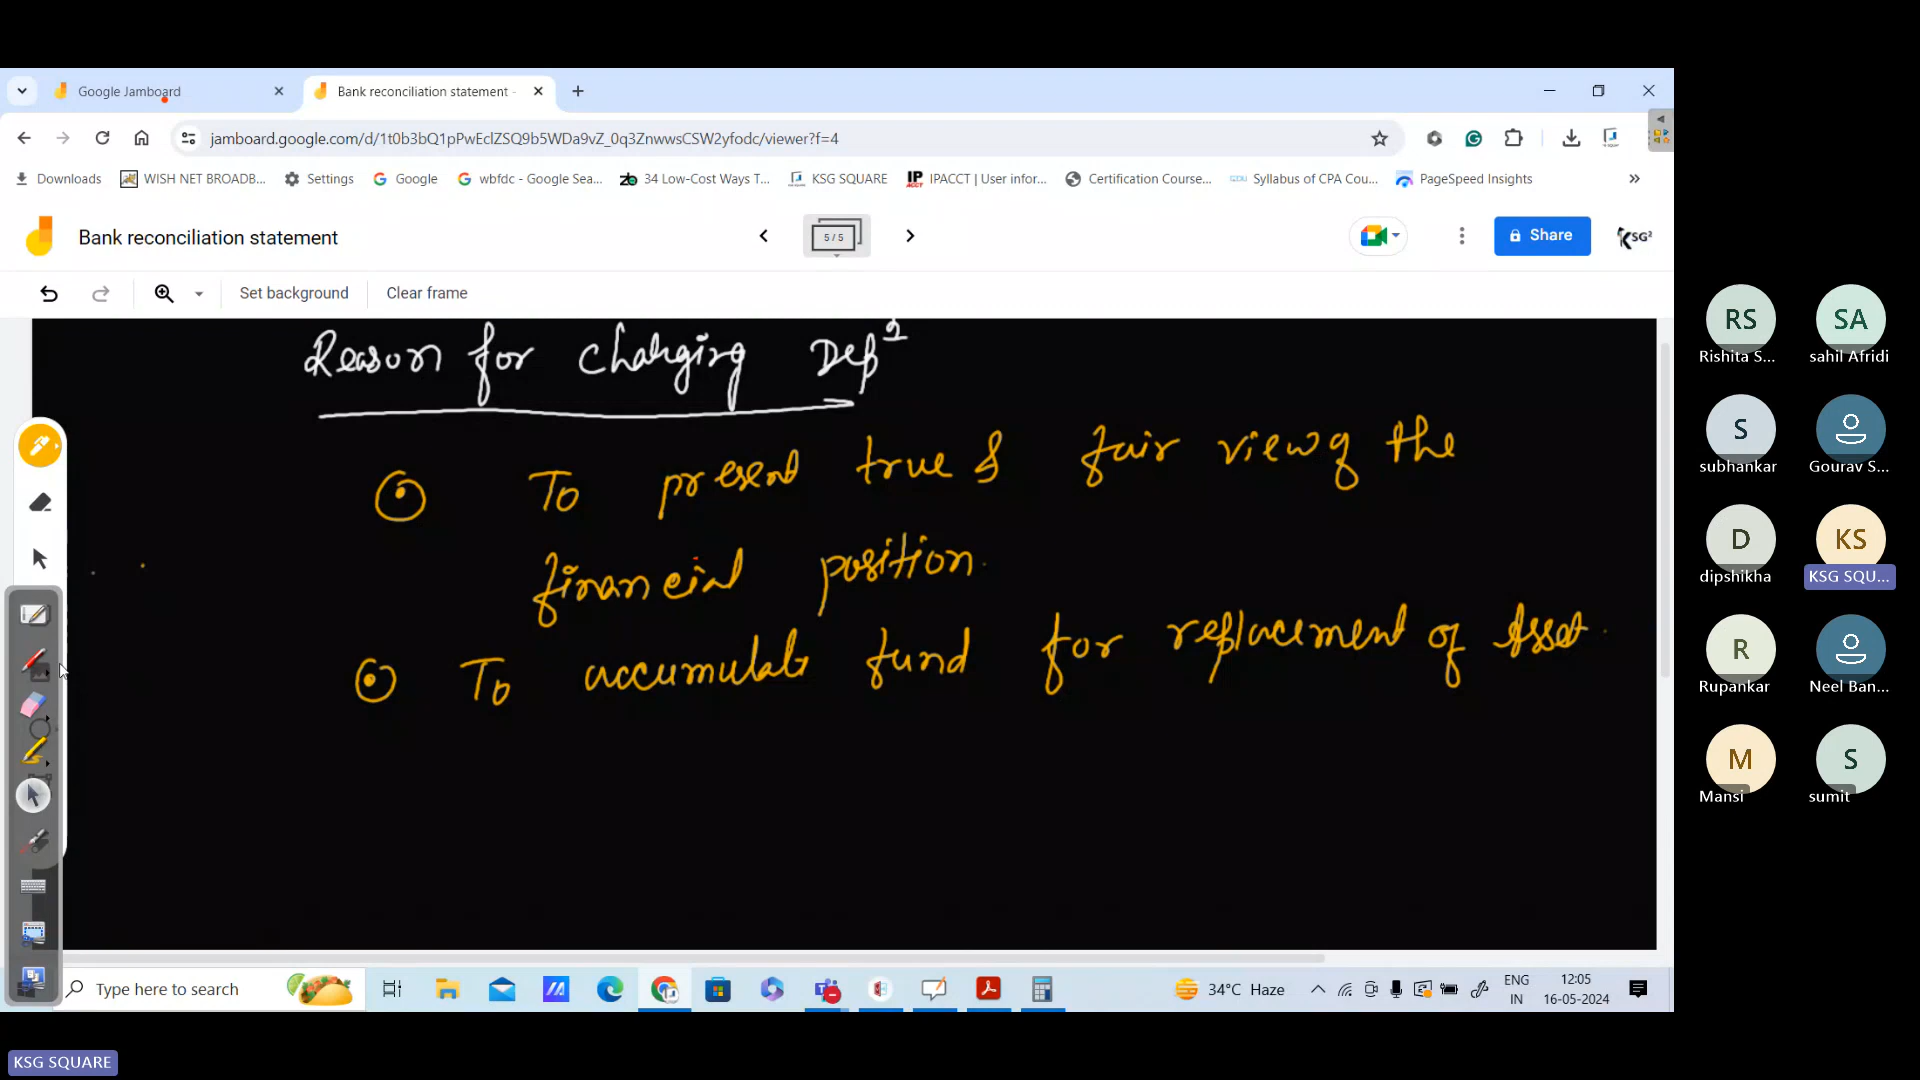 Google Jamboard
Bank reconciliation statement -
jamboard.google.com/d/1t0b3bQ1pPwEclZSQ9b5WDa9vZ_0q3ZnwwsCSW2yfodc/viewer?f=4
Downloads WISH NET BROADB... Settings Google wbfdc - Google Sea... 34 Low-Cost Ways T... KSG SQUARE IPACCT | User infor... Certification Course... Syllabus of CPA Cou... PageSpeed Insights
Bank reconciliation statement 5 / 5 Share KSG²
Set background Clear frame
Reason for Charging Depⁿ
To present true & fair view of the
financial position
To accumulate fund for replacement of Asset
RS SA
Rishita S... sahil Afridi
S
subhankar Gourav S...
D KS
dipshikha KSG SQU...
R
Rupankar Neel Ban...
M S
Mansi sumit
Type here to search 34°C Haze ENG IN 12:05 16-05-2024
KSG SQUARE